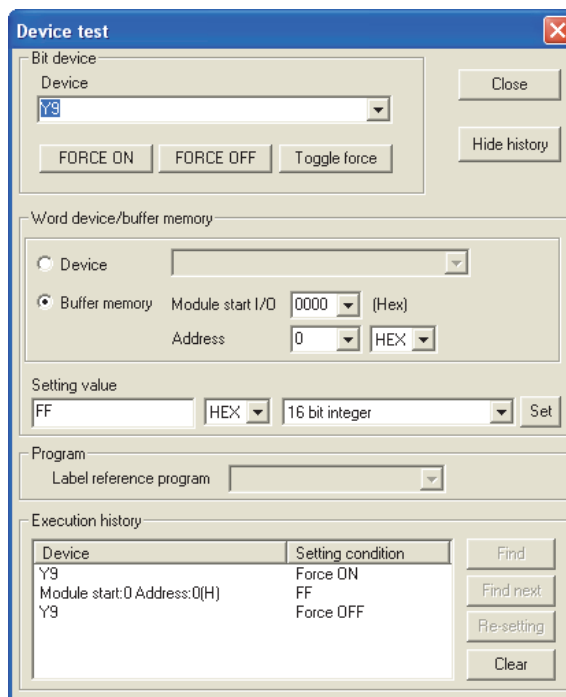 Device test
Bit device
Device
Y9
Close
FORCE ON FORCE OFF Toggle force
Hide history
Word device/buffer memory
Device
Buffer memory Module start I/O 0000 (Hex)
Address 0 HEX
Setting value
FF HEX 16 bit integer Set
Program
Label reference program
Execution history
Device Setting condition
Y9 Force ON
Module start:0 Address:0(H) FF
Y9 Force OFF
Find
Find next
Re-setting
Clear